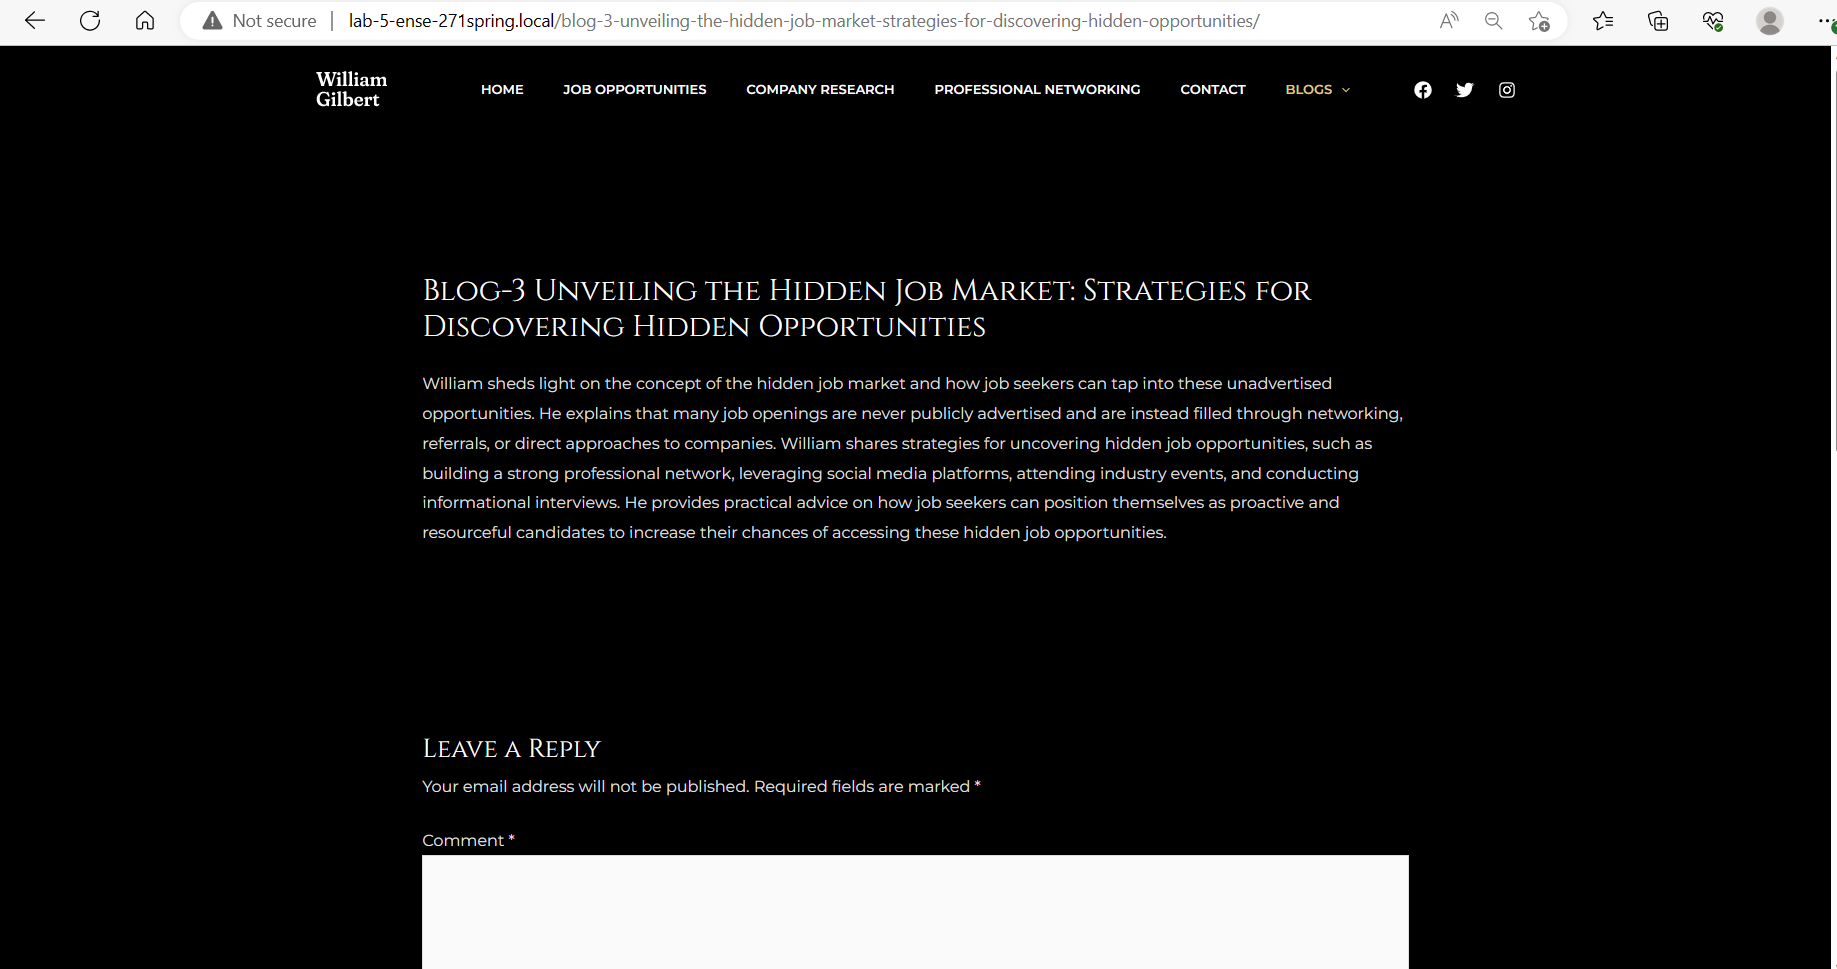 Not secure
lab-5-ense-271spring.local/blog-3-unveiling-the-hidden-job-market-strategies-for-discovering-hidden-opportunities/
William
Gilbert
HOME
JOB OPPORTUNITIES
COMPANY RESEARCH
PROFESSIONAL NETWORKING
CONTACT
BLOGS
Blog-3 Unveiling the Hidden Job Market: Strategies for
Discovering Hidden Opportunities
William sheds light on the concept of the hidden job market and how job seekers can tap into these unadvertised
opportunities. He explains that many job openings are never publicly advertised and are instead filled through networking,
referrals, or direct approaches to companies. William shares strategies for uncovering hidden job opportunities, such as
building a strong professional network, leveraging social media platforms, attending industry events, and conducting
informational interviews. He provides practical advice on how job seekers can position themselves as proactive and
resourceful candidates to increase their chances of accessing these hidden job opportunities.
Leave a Reply
Your email address will not be published. Required fields are marked *
Comment *